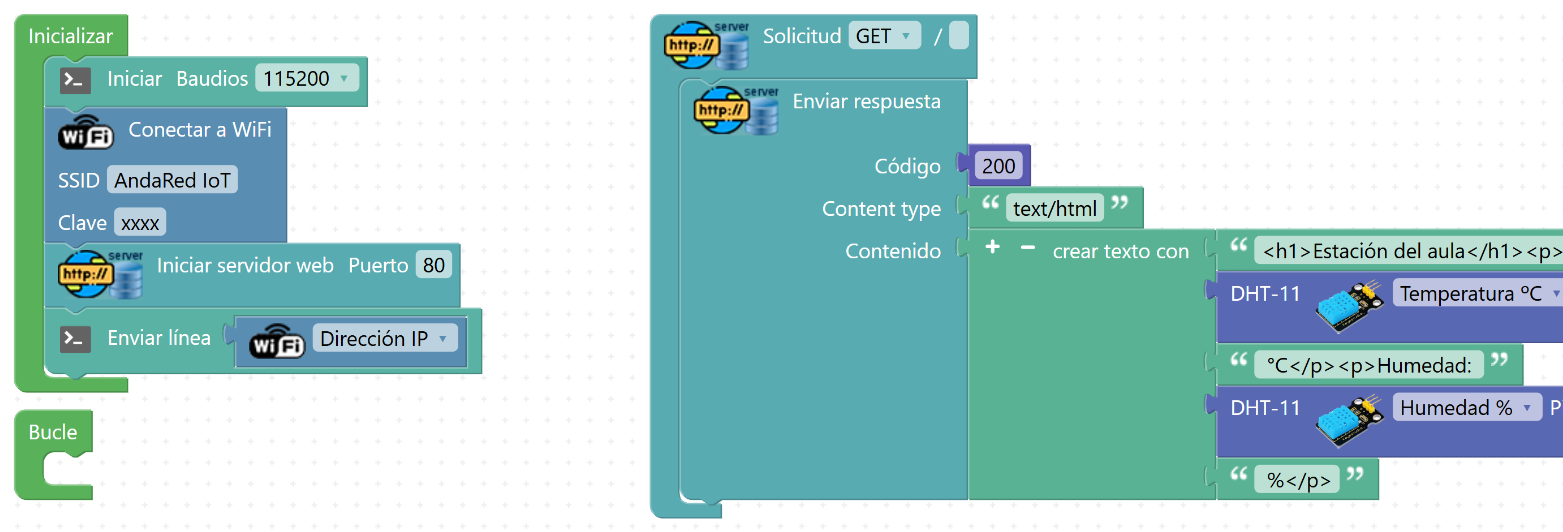 Inicializar
>_ Iniciar Baudios 115200
WiFi Conectar a WiFi
SSID AndaRed IoT
Clave xxxx
http:// server Iniciar servidor web Puerto 80
>_ Enviar línea WiFi Dirección IP
Bucle
http:// server Solicitud GET /
http:// server Enviar respuesta
Código 200
Content type “ text/html ”
Contenido + − crear texto con “ <h1>Estación del aula</h1><p>
DHT-11 Temperatura ºC
“ °C</p><p>Humedad: ”
DHT-11 Humedad % P
“ %</p> ”